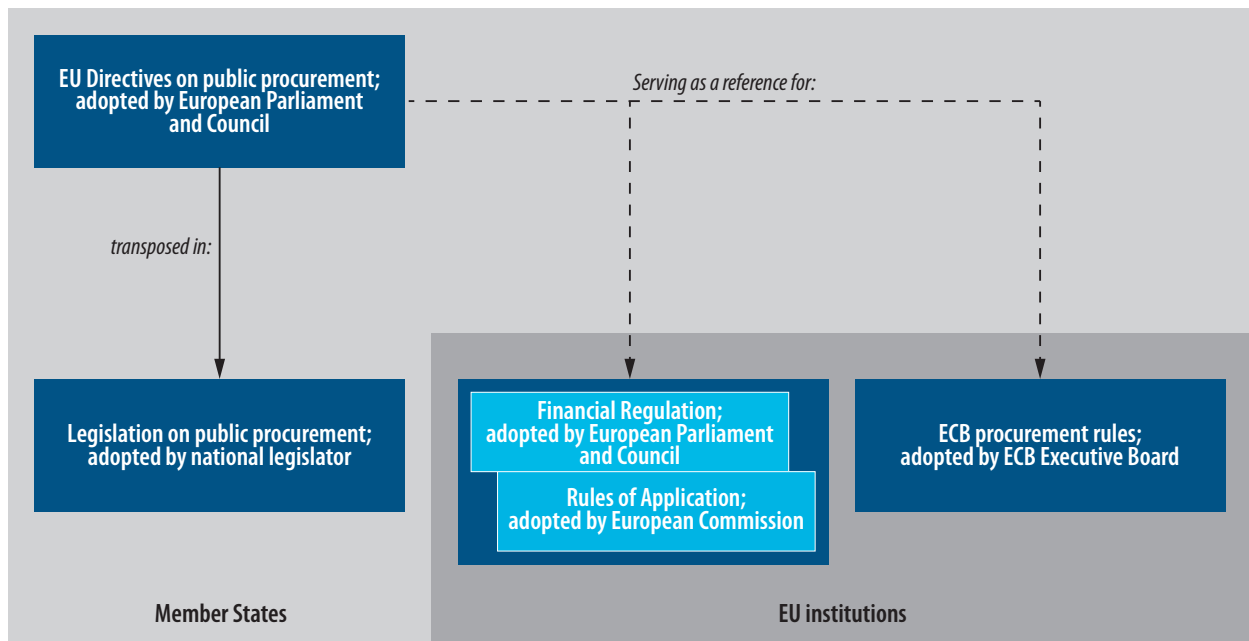 EU Directives on public procurement;
adopted by European Parliament
and Council
Serving as a reference for:
transposed in:
Legislation on public procurement;
adopted by national legislator
Financial Regulation;
adopted by European Parliament
and Council
Rules of Application;
adopted by European Commission
ECB procurement rules;
adopted by ECB Executive Board
Member States
EU institutions